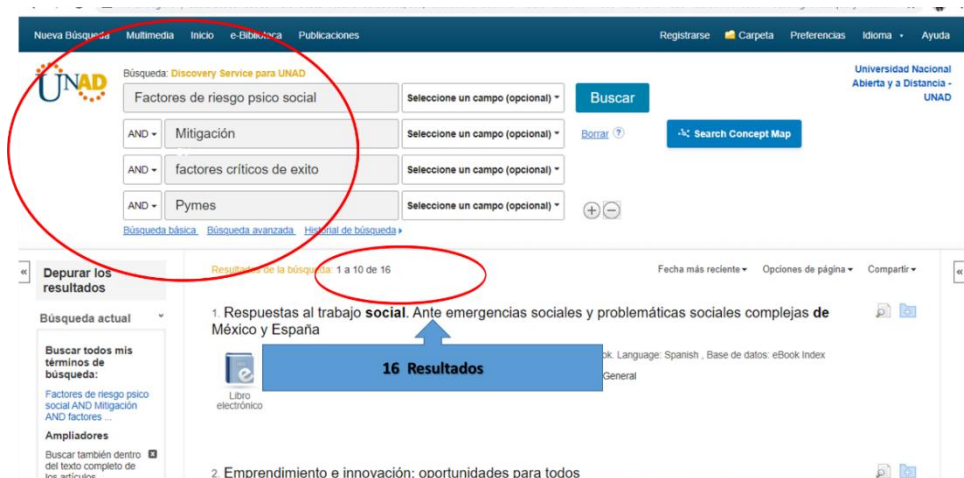 Nueva Búsqueda Multimedia Inicio e-Biblioteca Publicaciones Registrarse Carpeta Preferencias Idioma Ayuda
UNAD
Búsqueda: Discovery Service para UNAD
Universidad Nacional
Abierta y a Distancia -
UNAD
Factores de riesgo psico social Seleccione un campo (opcional) Buscar
AND Mitigación Seleccione un campo (opcional) Borrar ? Search Concept Map
AND factores críticos de exito Seleccione un campo (opcional)
AND Pymes Seleccione un campo (opcional)
Búsqueda básica Búsqueda avanzada Historial de búsqueda
Depurar los
resultados
Resultados de la búsqueda: 1 a 10 de 16 Fecha más reciente Opciones de página Compartir
Búsqueda actual
Buscar todos mis
términos de
búsqueda:
Factores de riesgo psico
social AND Mitigación
AND factores ...
Ampliadores
Buscar también dentro
del texto completo de
los artículos
1. Respuestas al trabajo social. Ante emergencias sociales y problemáticas sociales complejas de
México y España
Language: Spanish , Base de datos: eBook Index
General
Libro
electrónico
16 Resultados
2. Emprendimiento e innovación: oportunidades para todos